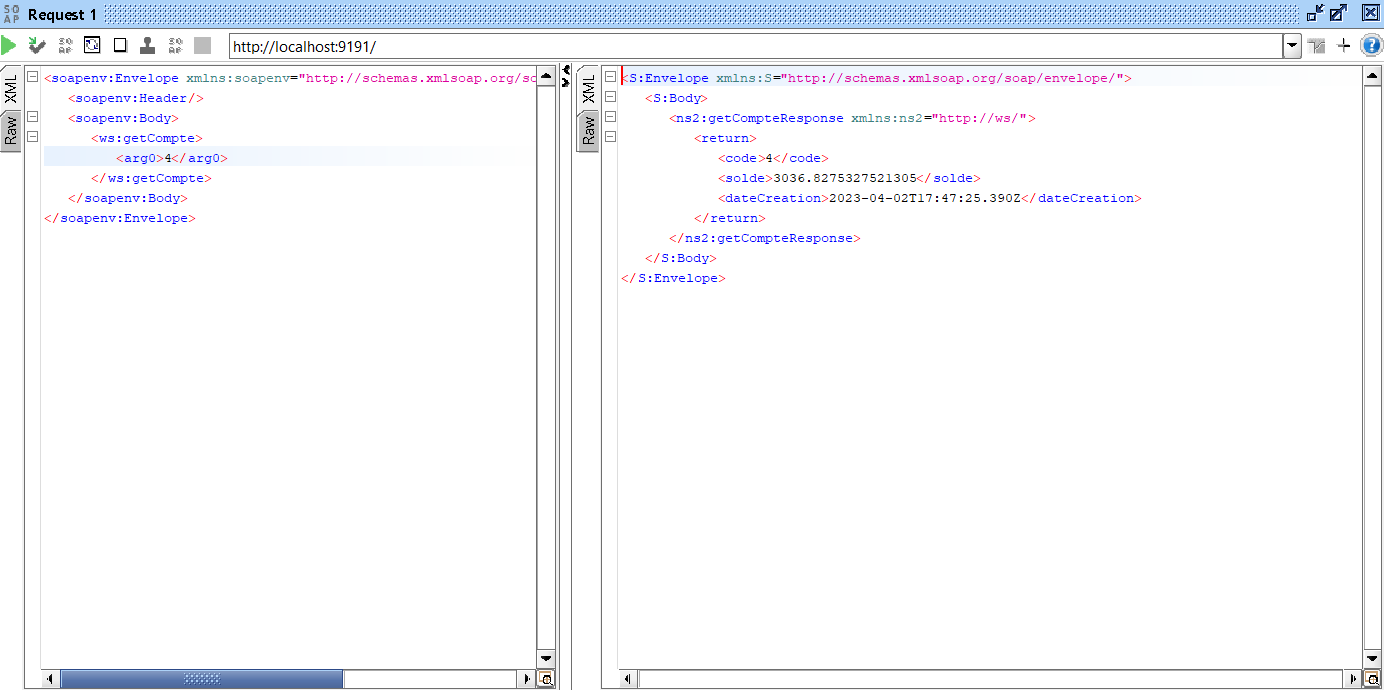 SO
AP
Request 1
http://localhost:9191/
XML
Raw
<soapenv:Envelope xmlns:soapenv="http://schemas.xmlsoap.org/so
<soapenv:Header/>
<soapenv:Body>
<ws:getCompte>
<arg0>4</arg0>
</ws:getCompte>
</soapenv:Body>
</soapenv:Envelope>
XML
Raw
<S:Envelope xmlns:S="http://schemas.xmlsoap.org/soap/envelope/">
<S:Body>
<ns2:getCompteResponse xmlns:ns2="http://ws/">
<return>
<code>4</code>
<solde>3036.8275327521305</solde>
<dateCreation>2023-04-02T17:47:25.390Z</dateCreation>
</return>
</ns2:getCompteResponse>
</S:Body>
</S:Envelope>